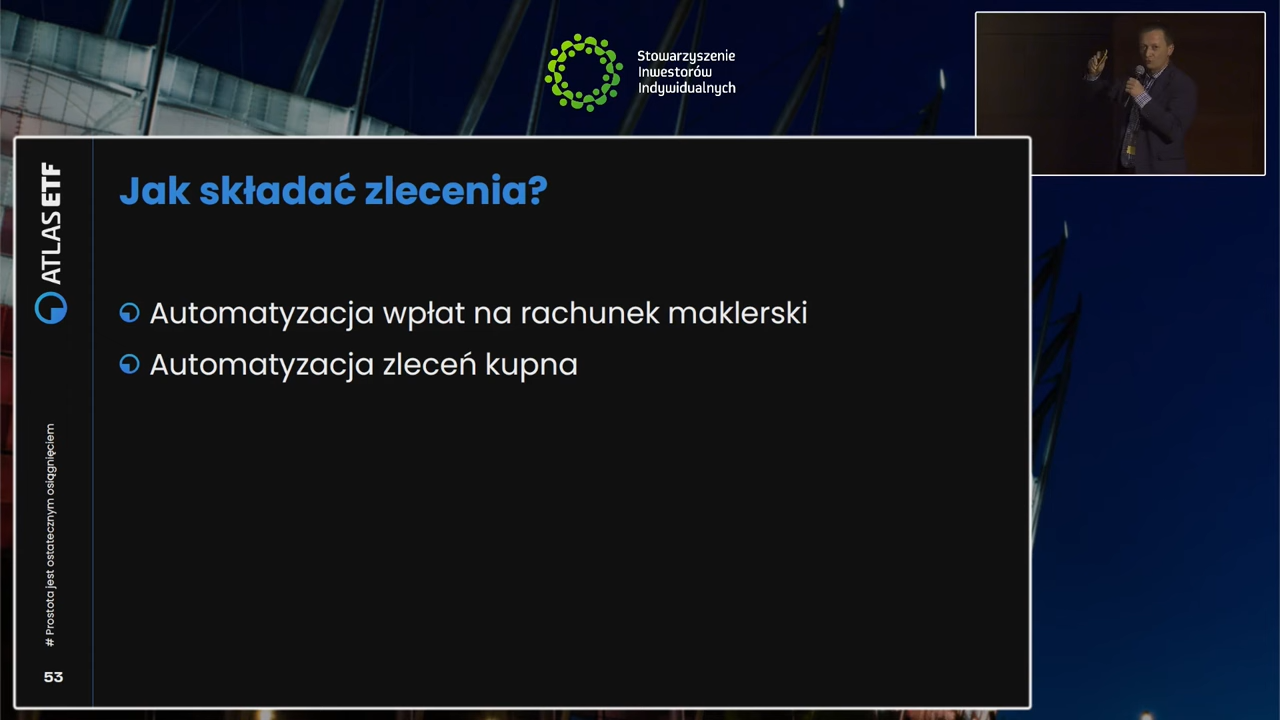 Stowarzyszenie
Inwestorów
Indywidualnych
ATLAS ETF
Jak składać zlecenia?
Automatyzacja wpłat na rachunek maklerski
Automatyzacja zleceń kupna
# Prostota jest ostatecznym osiągnięciem
53